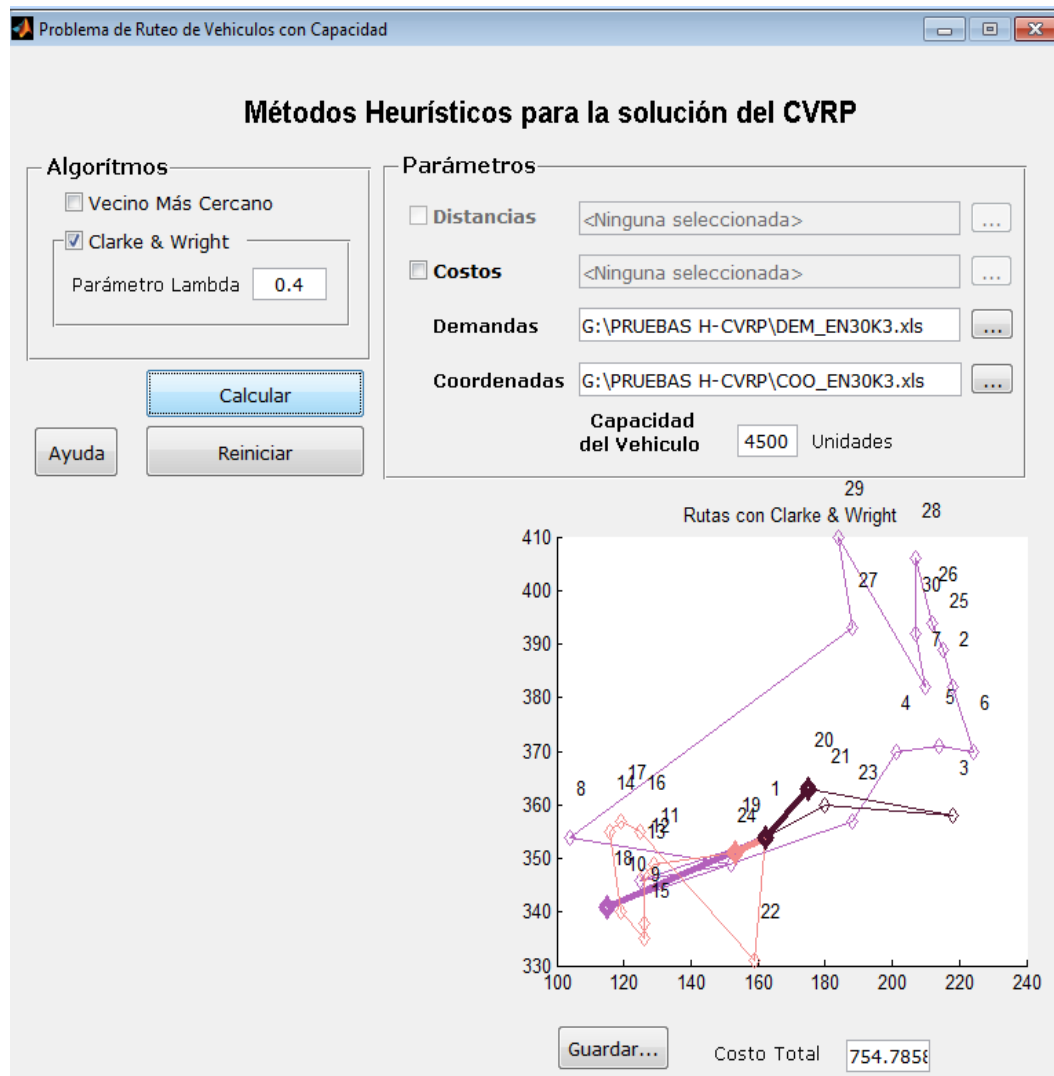 Problema de Ruteo de Vehiculos con Capacidad
Métodos Heurísticos para la solución del CVRP
Algorítmos
Vecino Más Cercano
Clarke & Wright
Parámetro Lambda 0.4
Calcular
Ayuda Reiniciar
Parámetros
Distancias <Ninguna seleccionada> ...
Costos <Ninguna seleccionada> ...
Demandas G:\PRUEBAS H-CVRP\DEM_EN30K3.xls ...
Coordenadas G:\PRUEBAS H-CVRP\COO_EN30K3.xls ...
Capacidad
del Vehiculo 4500 Unidades
29
Rutas con Clarke & Wright 28
410
400
390
380
370
360
350
340
330
27 30 26
25
7 2
4 5 6
20
21 23 3
8 14 17 16 1
11 12 13 24 19
18 10 9
15 22
100 120 140 160 180 200 220 240
Guardar... Costo Total 754.7858